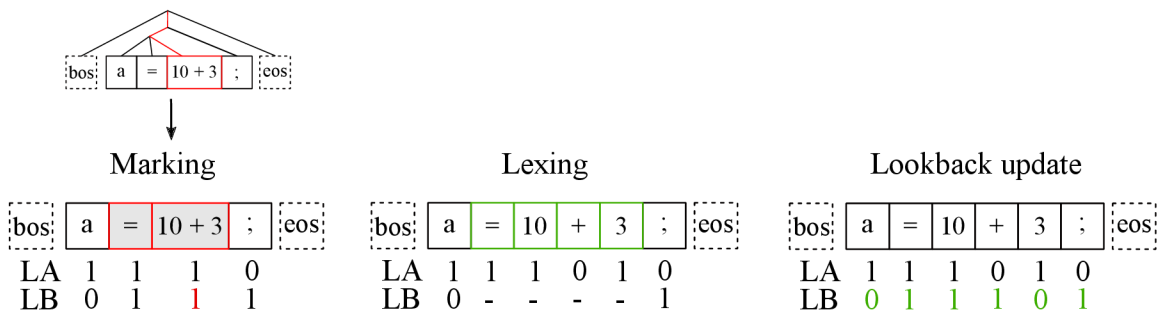 bos a = 10 + 3 ; eos
Marking Lexing Lookback update
bos a = 10 + 3 ; eos bos a = 10 + 3 ; eos bos a = 10 + 3 ; eos
LA 1 1 1 0 LA 1 1 1 0 1 0 LA 1 1 1 0 1 0
LB 0 1 1 1 LB 0 - - - - 1 LB 0 1 1 1 0 1